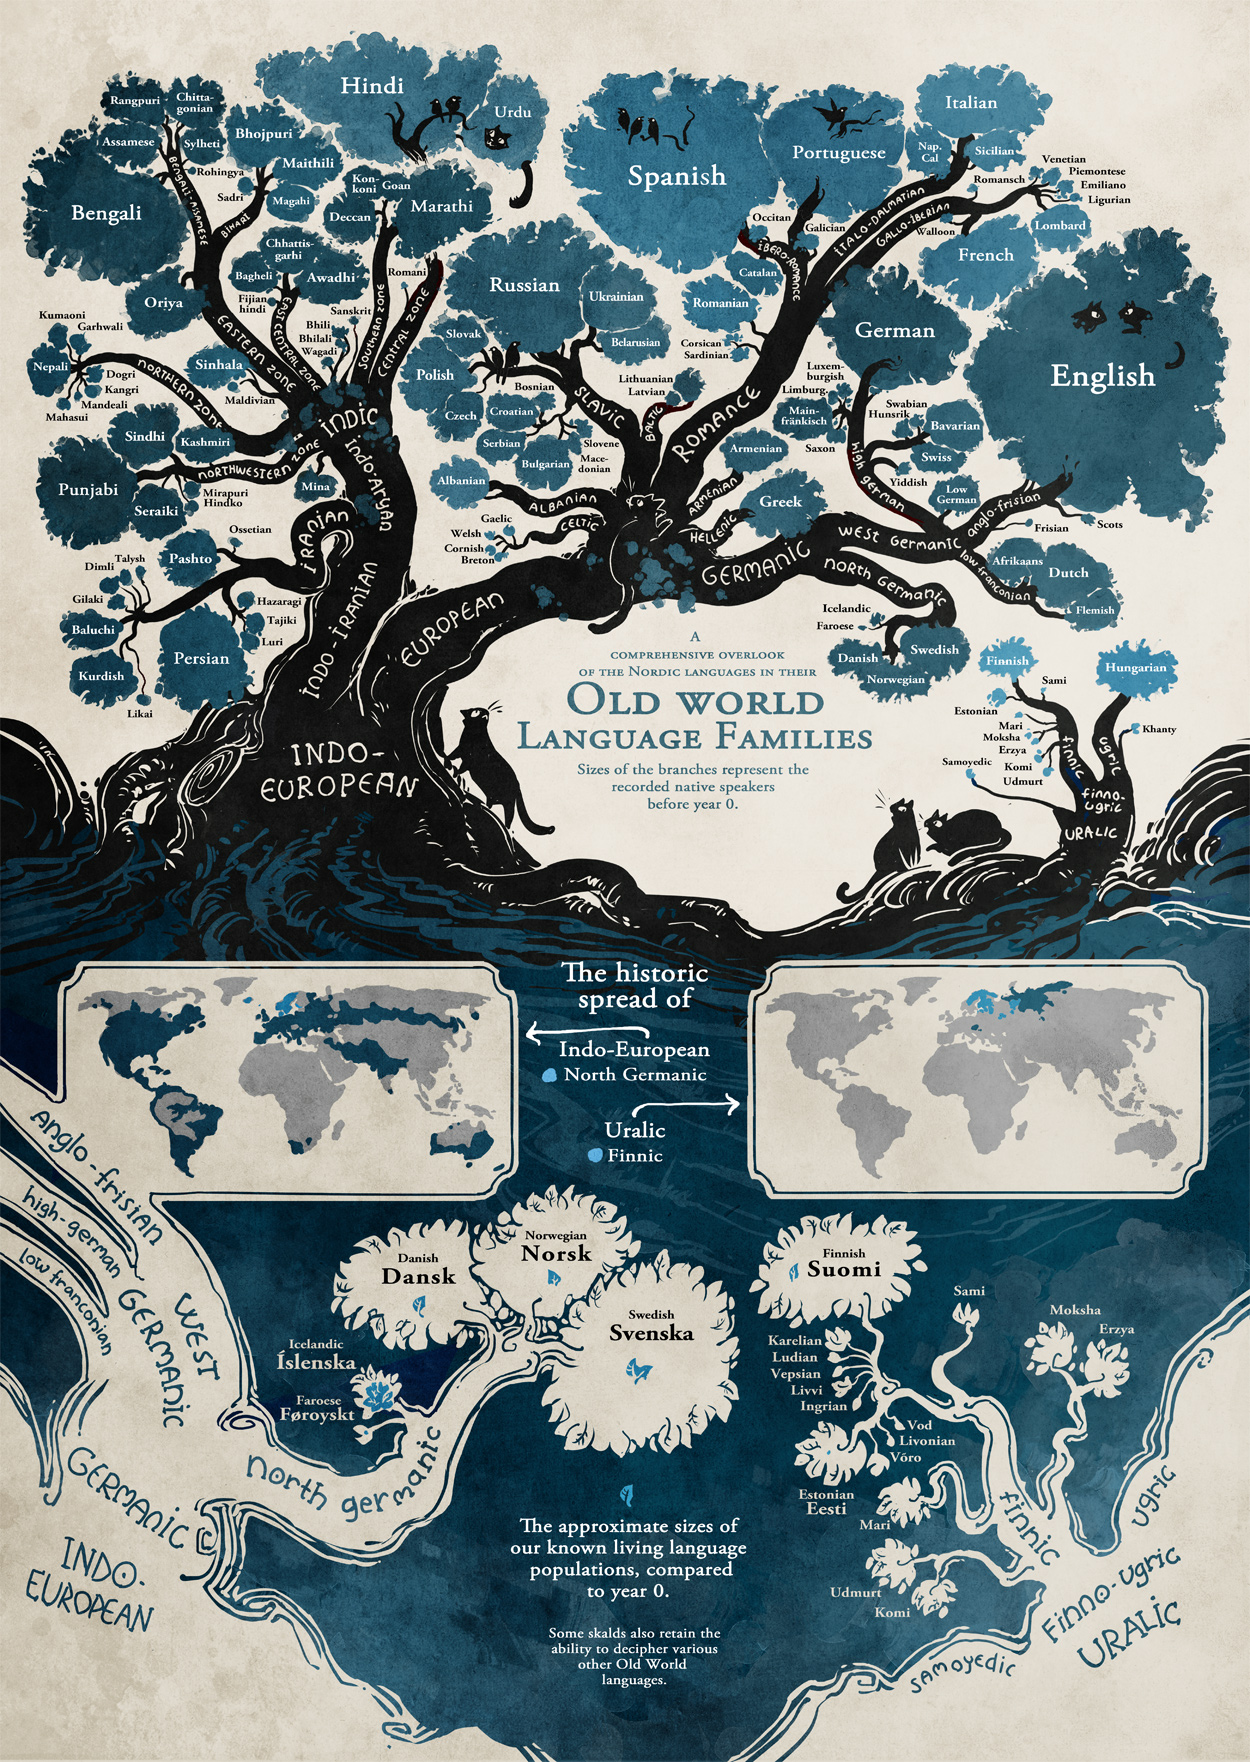 Hindi
Urdu
Rangpuri
Chitta-
gonian
Assamese
Sylheti
Bhojpuri
Maithili
Rohingya
Sadri
Magahi
BENGALI-ASSAMESE
BIHARI
Bengali
Kon-
koni
Goan
Deccan
Marathi
Chhattis-
garhi
Bagheli
Awadhi
Romani
Oriya
Fijian
hindi
Sanskrit
Bhili
Bhilali
Wagadi
EASTERN ZONE
EAST CENTRAL ZONE
SOUTHERN ZONE
CENTRAL ZONE
Kumaoni
Garhwali
Nepali
Dogri
Kangri
Mandeali
Mahasui
NORTHERN ZONE
Sinhala
Maldivian
Sindhi
Kashmiri
INDIC
NORTHWESTERN ZONE
Punjabi
Seraiki
Mirapuri
Hindko
Mina
Indo-Aryan
Ossetian
IRANIAN
Pashto
Talysh
Dimli
Gilaki
Baluchi
Kurdish
Likai
Hazaragi
Tajiki
Luri
Persian
INDO-IRANIAN
EUROPEAN
INDO-
EUROPEAN
Spanish
Portuguese
Italian
Nap.
Cal
Sicilian
Romansch
Venetian
Piemontese
Emiliano
Ligurian
Lombard
Walloon
French
Occitan
Galician
Catalan
IBERO-ROMANCE
ITALO-DALMATIAN
GALLO-IBERIAN
Romanian
Corsican
Sardinian
ROMANCE
Russian
Ukrainian
Belarusian
Slovak
Polish
Bosnian
Czech
Croatian
Serbian
Bulgarian
Slovene
Mace-
donian
SLAVIC
Lithuanian
Latvian
BALTIC
Albanian
ALBANIAN
Gaelic
Welsh
Cornish
Breton
CELTIC
Armenian
ARMENIAN
Greek
HELLENIC
German
English
Luxem-
burgish
Limburg.
Main-
fränkisch
Saxon
Swabian
Hunsrik
Bavarian
Swiss
Yiddish
Low
German
high german
anglo-frisian
Frisian
Scots
GERMANIC
WEST GERMANIC
low franconian
Afrikaans
Dutch
Flemish
NORTH GERMANIC
Icelandic
Faroese
Danish
Swedish
Norwegian
A
comprehensive overlook
of the Nordic languages in their
Old world
Language Families
Sizes of the branches represent the
recorded native speakers
before year 0.
Finnish
Hungarian
Sami
Estonian
Mari
Moksha
Erzya
Komi
Udmurt
Samoyedic
Khanty
finnic
ugric
finno-
ugric
URALIC
The historic
spread of
Indo-European
North Germanic
Uralic
Finnic
Anglo-frisian
high-german
low franconian
WEST
GERMANIC
GERMANIC
INDO-
EUROPEAN
north germanic
Danish
Dansk
Norwegian
Norsk
Swedish
Svenska
Icelandic
Íslenska
Faroese
Føroyskt
Finnish
Suomi
Karelian
Ludian
Vepsian
Livvi
Ingrian
Vod
Livonian
Võro
Estonian
Eesti
Mari
Udmurt
Komi
Sami
Moksha
Erzya
finnic
ugric
Finno-ugric
URALIC
samoyedic
The approximate sizes of
our known living language
populations, compared
to year 0.
Some skalds also retain the
ability to decipher various
other Old World
languages.